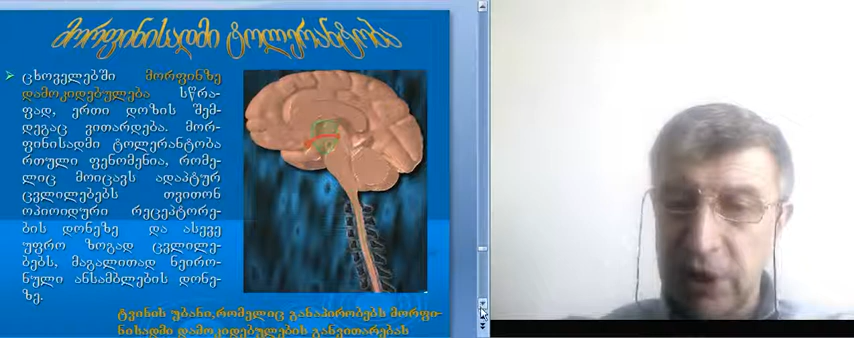 მორფინისადმი ტოლერანტობა
ცხოველებში მორფინზე
დამოკიდებულება სწრა-
ფად, ერთი დოზის შემ-
დეგაც ვითარდება. მორ-
ფინისადმი ტოლერანტობა
რთული ფენომენია, რომე-
ლიც მოიცავს ადაპტურ
ცვლილებებს თვითონ
ოპიოიდური რეცეპტორე-
ბის დონეზე და ასევე
უფრო ზოგად ცვლილე-
ბებს, მაგალითად ნეირო-
ნული ანსამბლების დონე-
ზე.
ტვინის უბანი,რომელიც განაპირობებს მორფი-
ნისადმი დამოკიდებულების განვითარებას